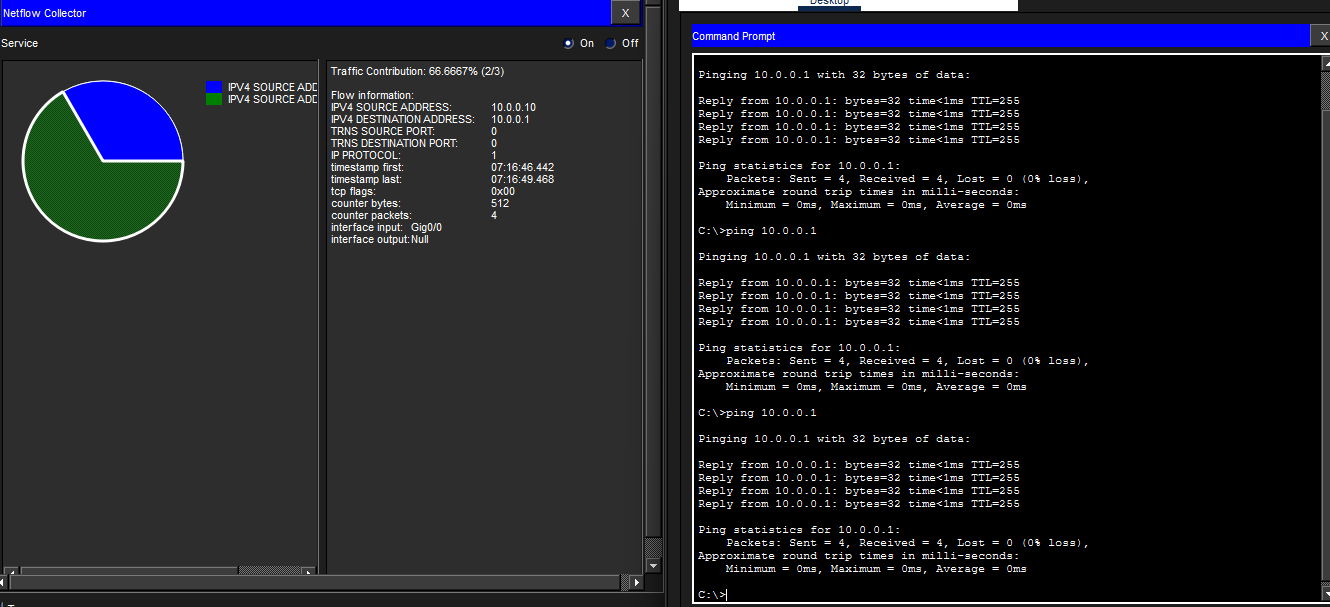 Netflow Collector
X
Service
On
Off
IPV4 SOURCE ADD
IPV4 SOURCE ADD
Traffic Contribution: 66.6667% (2/3)
Flow information:
IPV4 SOURCE ADDRESS: 10.0.0.10
IPV4 DESTINATION ADDRESS: 10.0.0.1
TRNS SOURCE PORT: 0
TRNS DESTINATION PORT: 0
IP PROTOCOL: 1
timestamp first: 07:16:46.442
timestamp last: 07:16:49.468
tcp flags: 0x00
counter bytes: 512
counter packets: 4
interface input: Gig0/0
interface output:Null
Desktop
Command Prompt
X
Pinging 10.0.0.1 with 32 bytes of data:
Reply from 10.0.0.1: bytes=32 time<1ms TTL=255
Reply from 10.0.0.1: bytes=32 time<1ms TTL=255
Reply from 10.0.0.1: bytes=32 time<1ms TTL=255
Reply from 10.0.0.1: bytes=32 time<1ms TTL=255
Ping statistics for 10.0.0.1:
Packets: Sent = 4, Received = 4, Lost = 0 (0% loss),
Approximate round trip times in milli-seconds:
Minimum = 0ms, Maximum = 0ms, Average = 0ms
C:\>ping 10.0.0.1
Pinging 10.0.0.1 with 32 bytes of data:
Reply from 10.0.0.1: bytes=32 time<1ms TTL=255
Reply from 10.0.0.1: bytes=32 time<1ms TTL=255
Reply from 10.0.0.1: bytes=32 time<1ms TTL=255
Reply from 10.0.0.1: bytes=32 time<1ms TTL=255
Ping statistics for 10.0.0.1:
Packets: Sent = 4, Received = 4, Lost = 0 (0% loss),
Approximate round trip times in milli-seconds:
Minimum = 0ms, Maximum = 0ms, Average = 0ms
C:\>ping 10.0.0.1
Pinging 10.0.0.1 with 32 bytes of data:
Reply from 10.0.0.1: bytes=32 time<1ms TTL=255
Reply from 10.0.0.1: bytes=32 time<1ms TTL=255
Reply from 10.0.0.1: bytes=32 time<1ms TTL=255
Reply from 10.0.0.1: bytes=32 time<1ms TTL=255
Ping statistics for 10.0.0.1:
Packets: Sent = 4, Received = 4, Lost = 0 (0% loss),
Approximate round trip times in milli-seconds:
Minimum = 0ms, Maximum = 0ms, Average = 0ms
C:\>